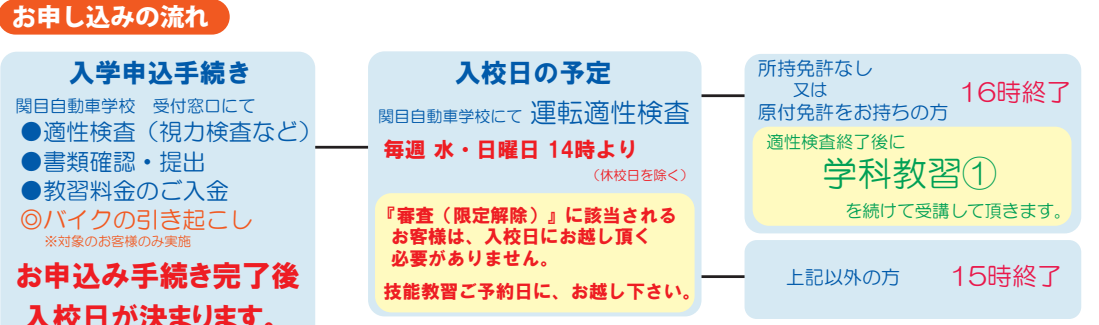 お申し込みの流れ
入学申込手続き
関目自動車学校 受付窓口にて
●適性検査（視力検査など）
●書類確認・提出
●教習料金のご入金
◎バイクの引き起こし
※対象のお客様のみ実施
お申込み手続き完了後
入校日が決まります。
入校日の予定
関目自動車学校にて 運転適性検査
毎週 水・日曜日 14時より
（休校日を除く）
『審査（限定解除）』に該当される
お客様は、入校日にお越し頂く
必要がありません。
技能教習ご予約日に、お越し下さい。
所持免許なし
又は
原付免許をお持ちの方
16時終了
適性検査終了後に
学科教習①
を続けて受講して頂きます。
上記以外の方 15時終了